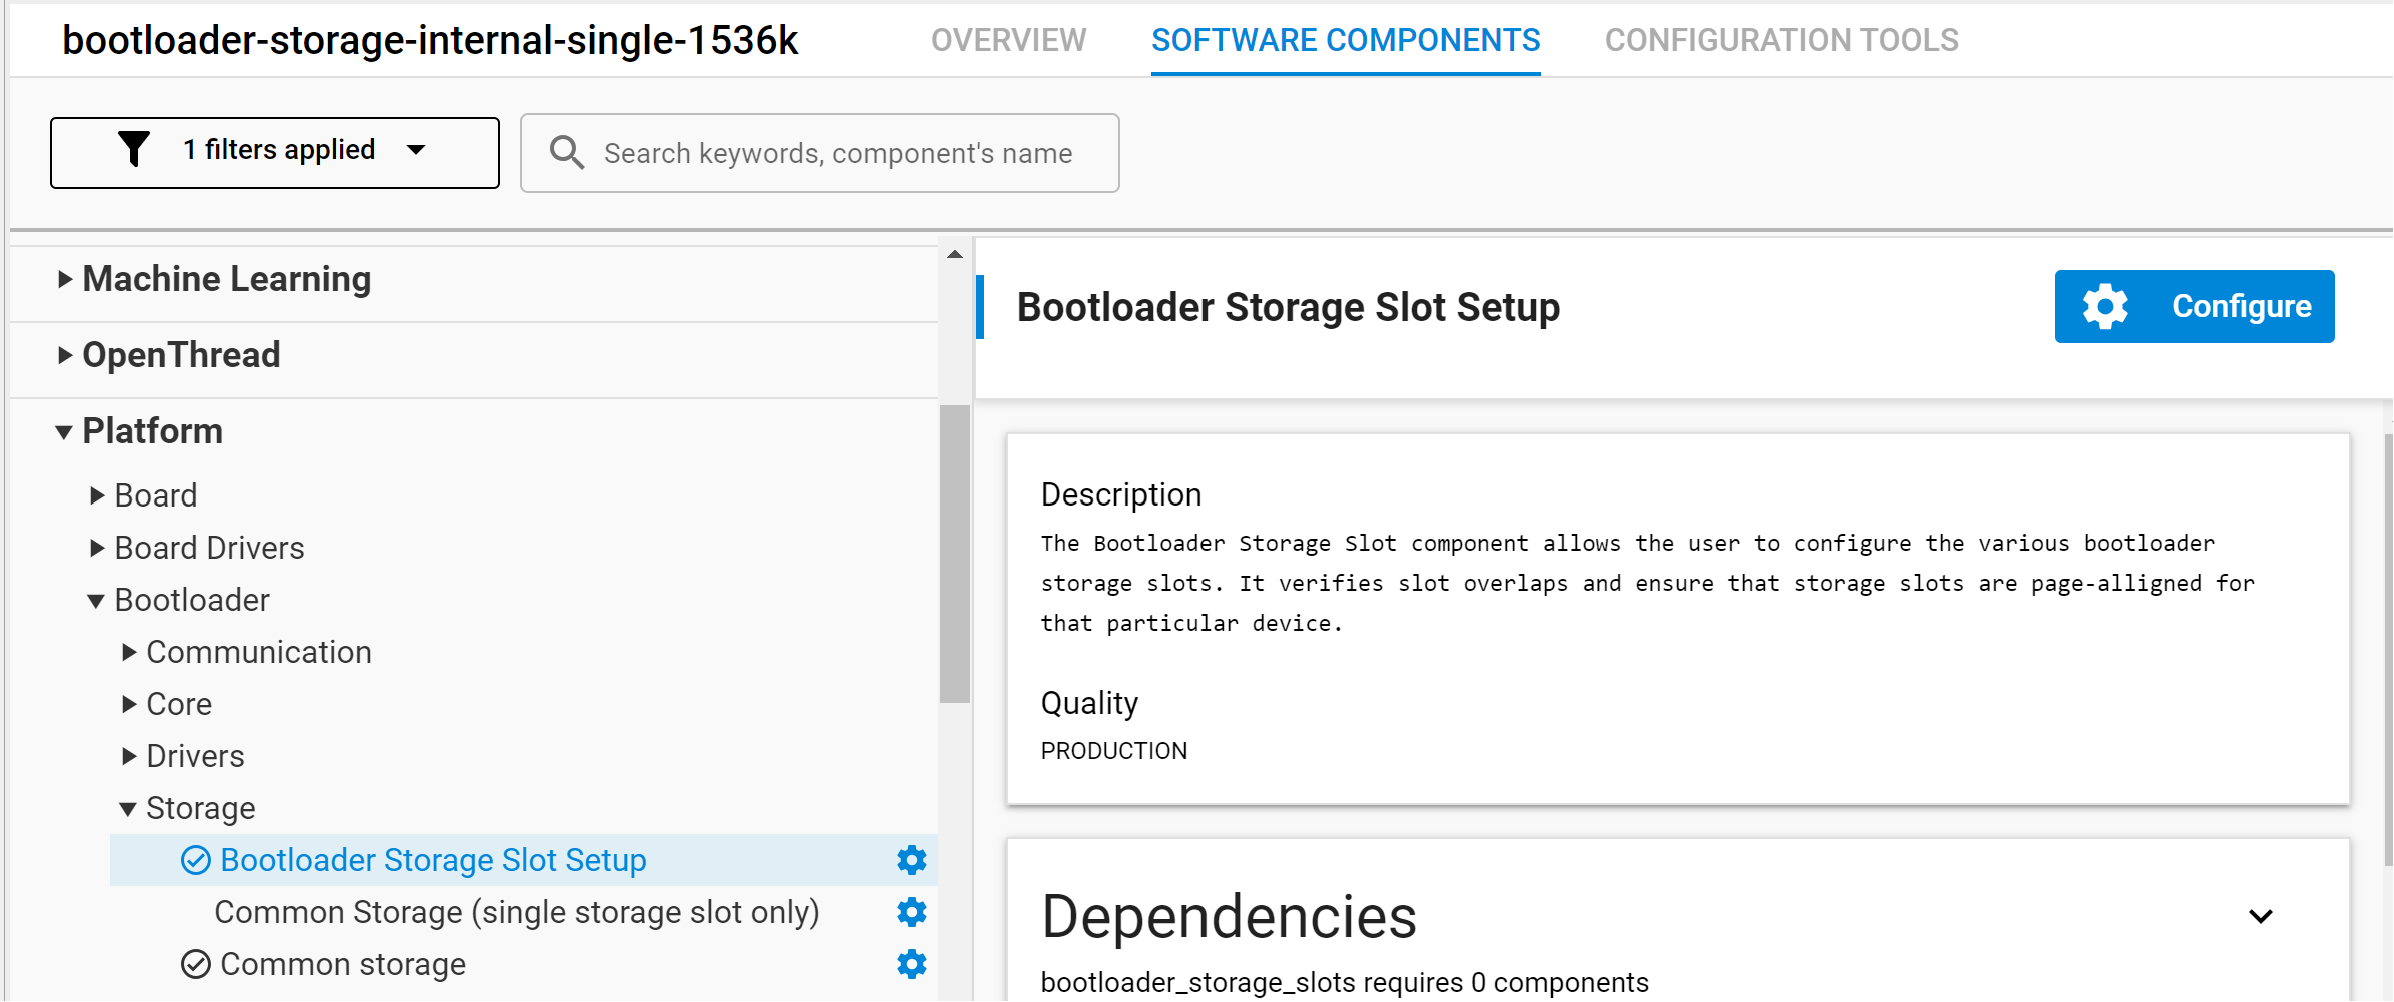 bootloader-storage-internal-single-1536k
OVERVIEW
SOFTWARE COMPONENTS
CONFIGURATION TOOLS
1 filters applied
Search keywords, component's name
Machine Learning
OpenThread
Platform
Board
Board Drivers
Bootloader
Communication
Core
Drivers
Storage
Bootloader Storage Slot Setup
Common Storage (single storage slot only)
Common storage
Bootloader Storage Slot Setup
Configure
Description
The Bootloader Storage Slot component allows the user to configure the various bootloader
storage slots. It verifies slot overlaps and ensure that storage slots are page-alligned for
that particular device.
Quality
PRODUCTION
Dependencies
bootloader_storage_slots requires 0 components